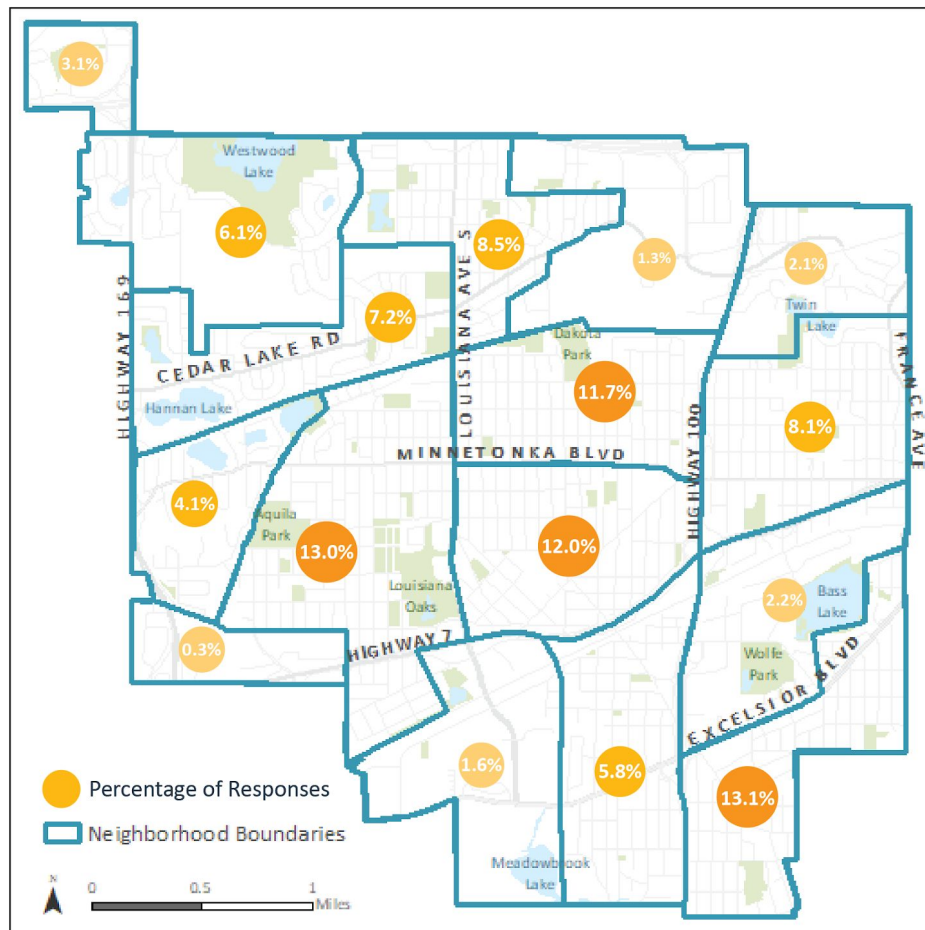 3.1%
Westwood
Lake
6.1%
8.5%
1.3%
2.1%
Twin
Lake
HIGHWAY 169
LOUISIANA AVE S
7.2%
CEDAR LAKE RD
Dakota
Park
FRANCE AVE
11.7%
Hannan Lake
HIGHWAY 100
8.1%
MINNETONKA BLVD
4.1%
Aquila
Park
13.0%
12.0%
Louisiana
Oaks
2.2%
Bass
Lake
0.3%
HIGHWAY 7
Wolfe
Park
EXCELSIOR BLVD
1.6%
5.8%
13.1%
Percentage of Responses
Neighborhood Boundaries
Meadowbrook
Lake
N
0 0.5 1
Miles